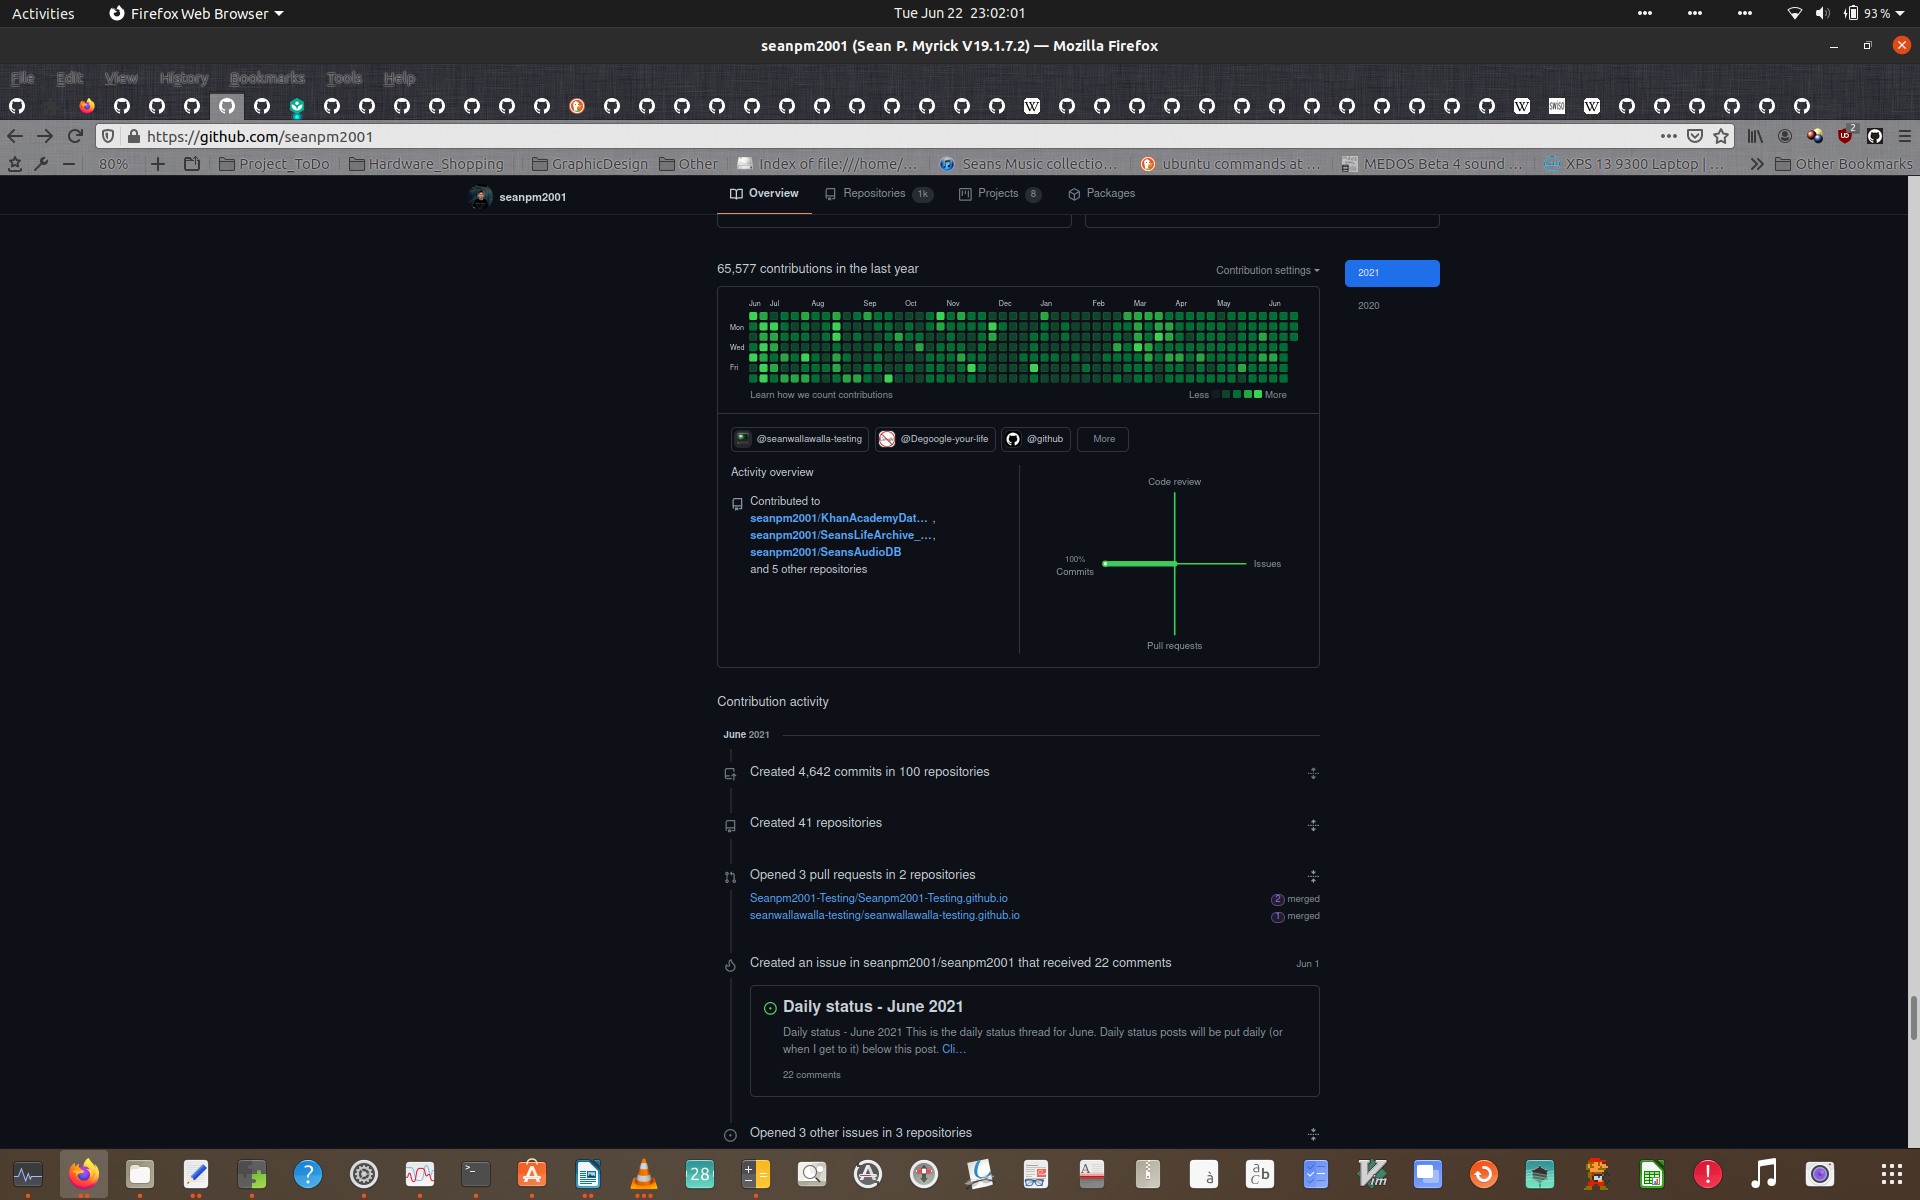 Activities
Firefox Web Browser
Tue Jun 22 23:02:01
93 %
seanpm2001 (Sean P. Myrick V19.1.7.2) — Mozilla Firefox
File Edit View History Bookmarks Tools Help
https://github.com/seanpm2001
2
80%
Project_ToDo
Hardware_Shopping
GraphicDesign
Other
Index of file:///home/…
Seans Music collectio…
ubuntu commands at …
MEDOS Beta 4 sound …
XPS 13 9300 Laptop | …
Other Bookmarks
seanpm2001
Overview
Repositories 1k
Projects 8
Packages
65,577 contributions in the last year
Contribution settings
2021
2020
Jun Jul Aug Sep Oct Nov Dec Jan Feb Mar Apr May Jun
Mon
Wed
Fri
Learn how we count contributions
Less More
@seanwallawalla-testing
@Degoogle-your-life
@github
More
Activity overview
Contributed to
seanpm2001/KhanAcademyDat… ,
seanpm2001/SeansLifeArchive_…,
seanpm2001/SeansAudioDB
and 5 other repositories
Code review
100%
Commits
Issues
Pull requests
Contribution activity
June 2021
Created 4,642 commits in 100 repositories
Created 41 repositories
Opened 3 pull requests in 2 repositories
Seanpm2001-Testing/Seanpm2001-Testing.github.io
2 merged
seanwallawalla-testing/seanwallawalla-testing.github.io
1 merged
Created an issue in seanpm2001/seanpm2001 that received 22 comments
Jun 1
Daily status - June 2021
Daily status - June 2021 This is the daily status thread for June. Daily status posts will be put daily (or
when I get to it) below this post. Cli…
22 comments
Opened 3 other issues in 3 repositories
28